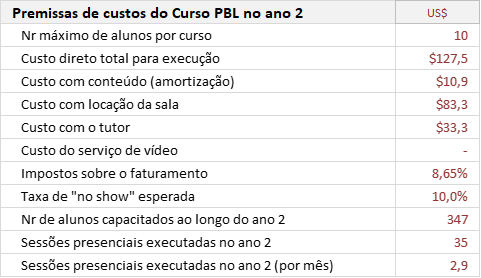 Premissas de custos do Curso PBL no ano 2 US$
Nr máximo de alunos por curso 10
Custo direto total para execução $127,5
Custo com conteúdo (amortização) $10,9
Custo com locação da sala $83,3
Custo com o tutor $33,3
Custo do serviço de vídeo -
Impostos sobre o faturamento 8,65%
Taxa de "no show" esperada 10,0%
Nr de alunos capacitados ao longo do ano 2 347
Sessões presenciais executadas no ano 2 35
Sessões presenciais executadas no ano 2 (por mês) 2,9